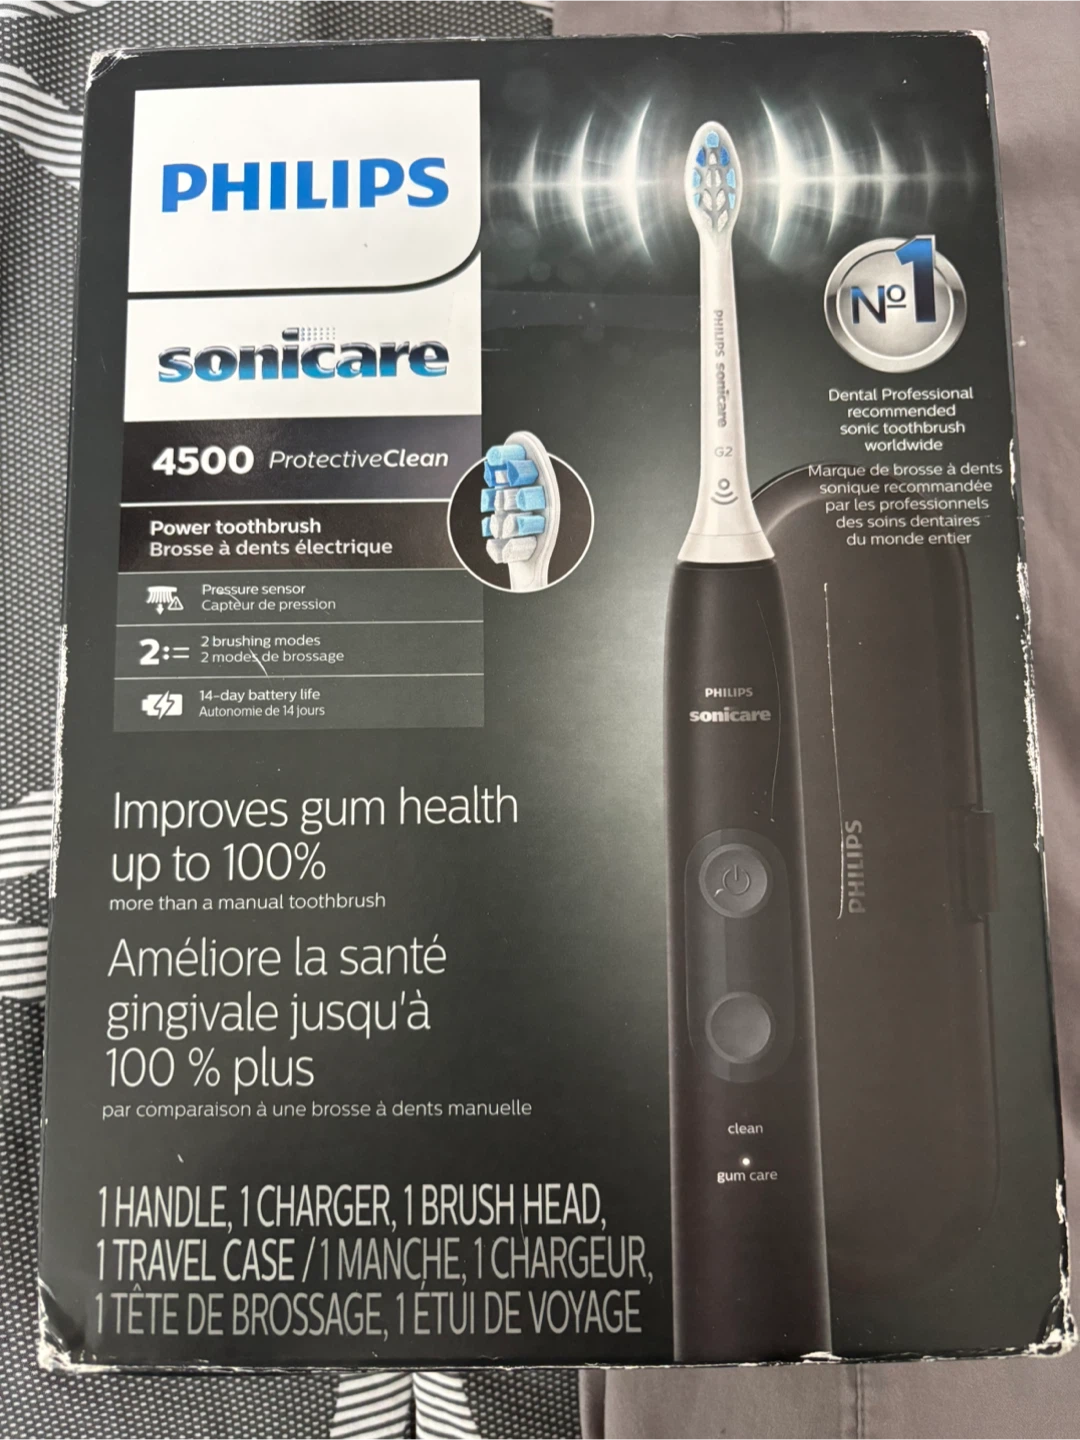 PHILIPS
sonicare
4500 ProtectiveClean
Power toothbrush
Brosse à dents électrique
Pressure sensor
Capteur de pression
2:=
2 brushing modes
2 modes de brossage
14-day battery life
Autonomie de 14 jours
Improves gum health
up to 100%
more than a manual toothbrush
Améliore la santé
gingivale jusqu'à
100 % plus
par comparaison à une brosse à dents manuelle
1 HANDLE, 1 CHARGER, 1 BRUSH HEAD,
1 TRAVEL CASE / 1 MANCHE, 1 CHARGEUR,
1 TÊTE DE BROSSAGE, 1 ÉTUI DE VOYAGE
Nº1
Dental Professional
recommended
sonic toothbrush
worldwide
Marque de brosse à dents
sonique recommandée
par les professionnels
des soins dentaires
du monde entier
PHILIPS sonicare
G2
PHILIPS
sonicare
clean
gum care
PHILIPS